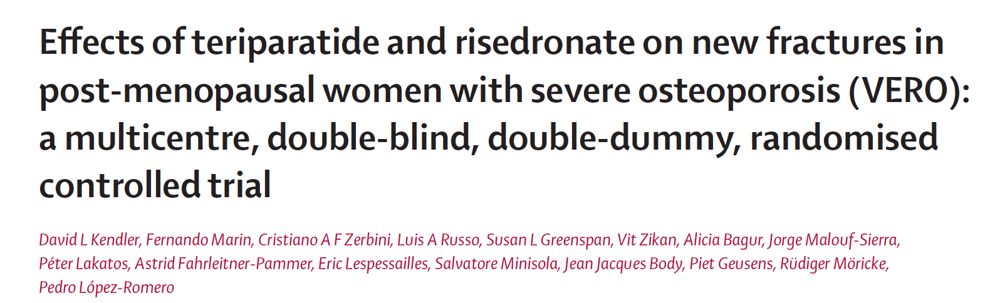 Effects of teriparatide and risedronate on new fractures in
post-menopausal women with severe osteoporosis (VERO):
a multicentre, double-blind, double-dummy, randomised
controlled trial
David L Kendler, Fernando Marin, Cristiano A F Zerbini, Luis A Russo, Susan L Greenspan, Vit Zikan, Alicia Bagur, Jorge Malouf-Sierra,
Péter Lakatos, Astrid Fahrleitner-Pammer, Eric Lespessailles, Salvatore Minisola, Jean Jacques Body, Piet Geusens, Rüdiger Möricke,
Pedro López-Romero